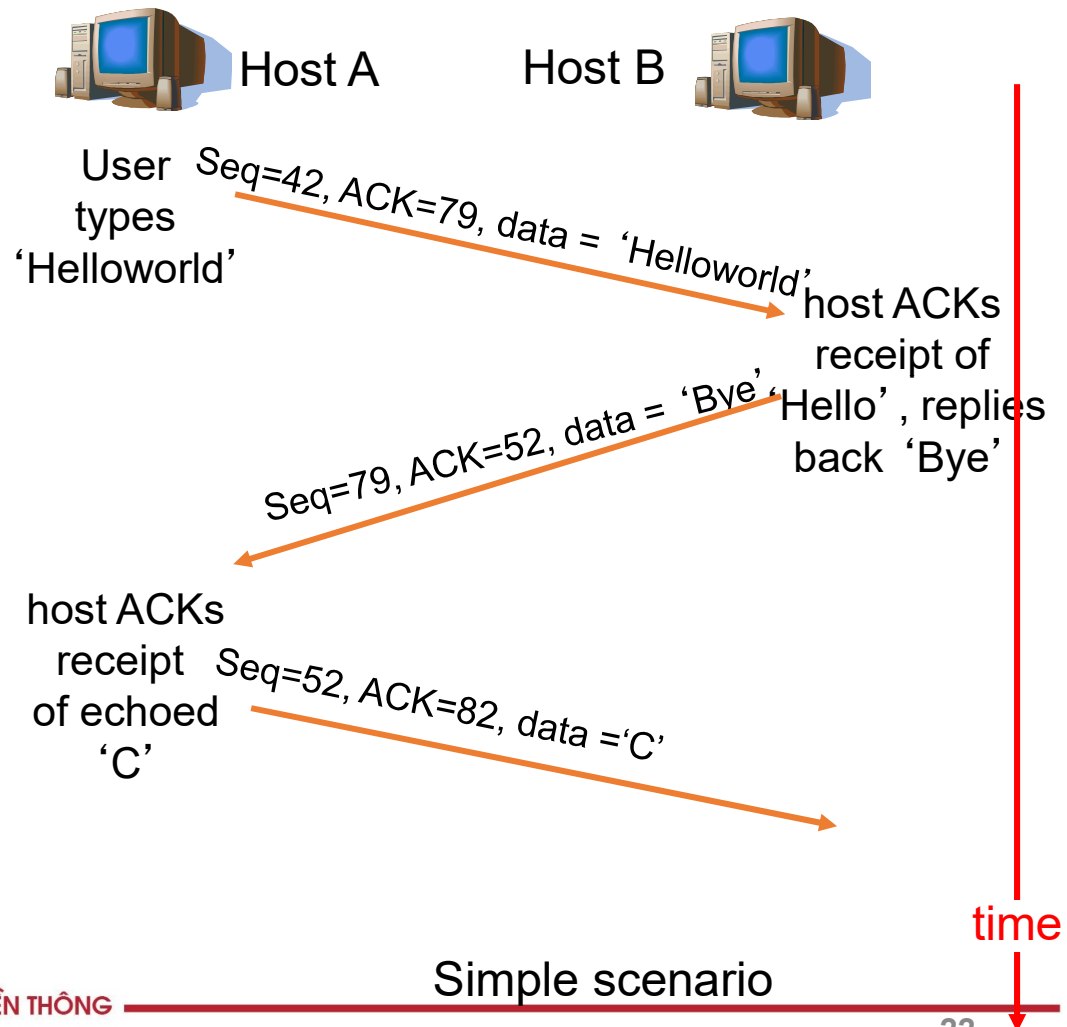 Host A
Host B
User
types
‘Helloworld’
Seq=42, ACK=79, data = ‘Helloworld’
host ACKs
receipt of
‘Hello’, replies
back ‘Bye’
Seq=79, ACK=52, data = ‘Bye’
host ACKs
receipt
of echoed
‘C’
Seq=52, ACK=82, data =‘C’
time
Simple scenario
THÔNG